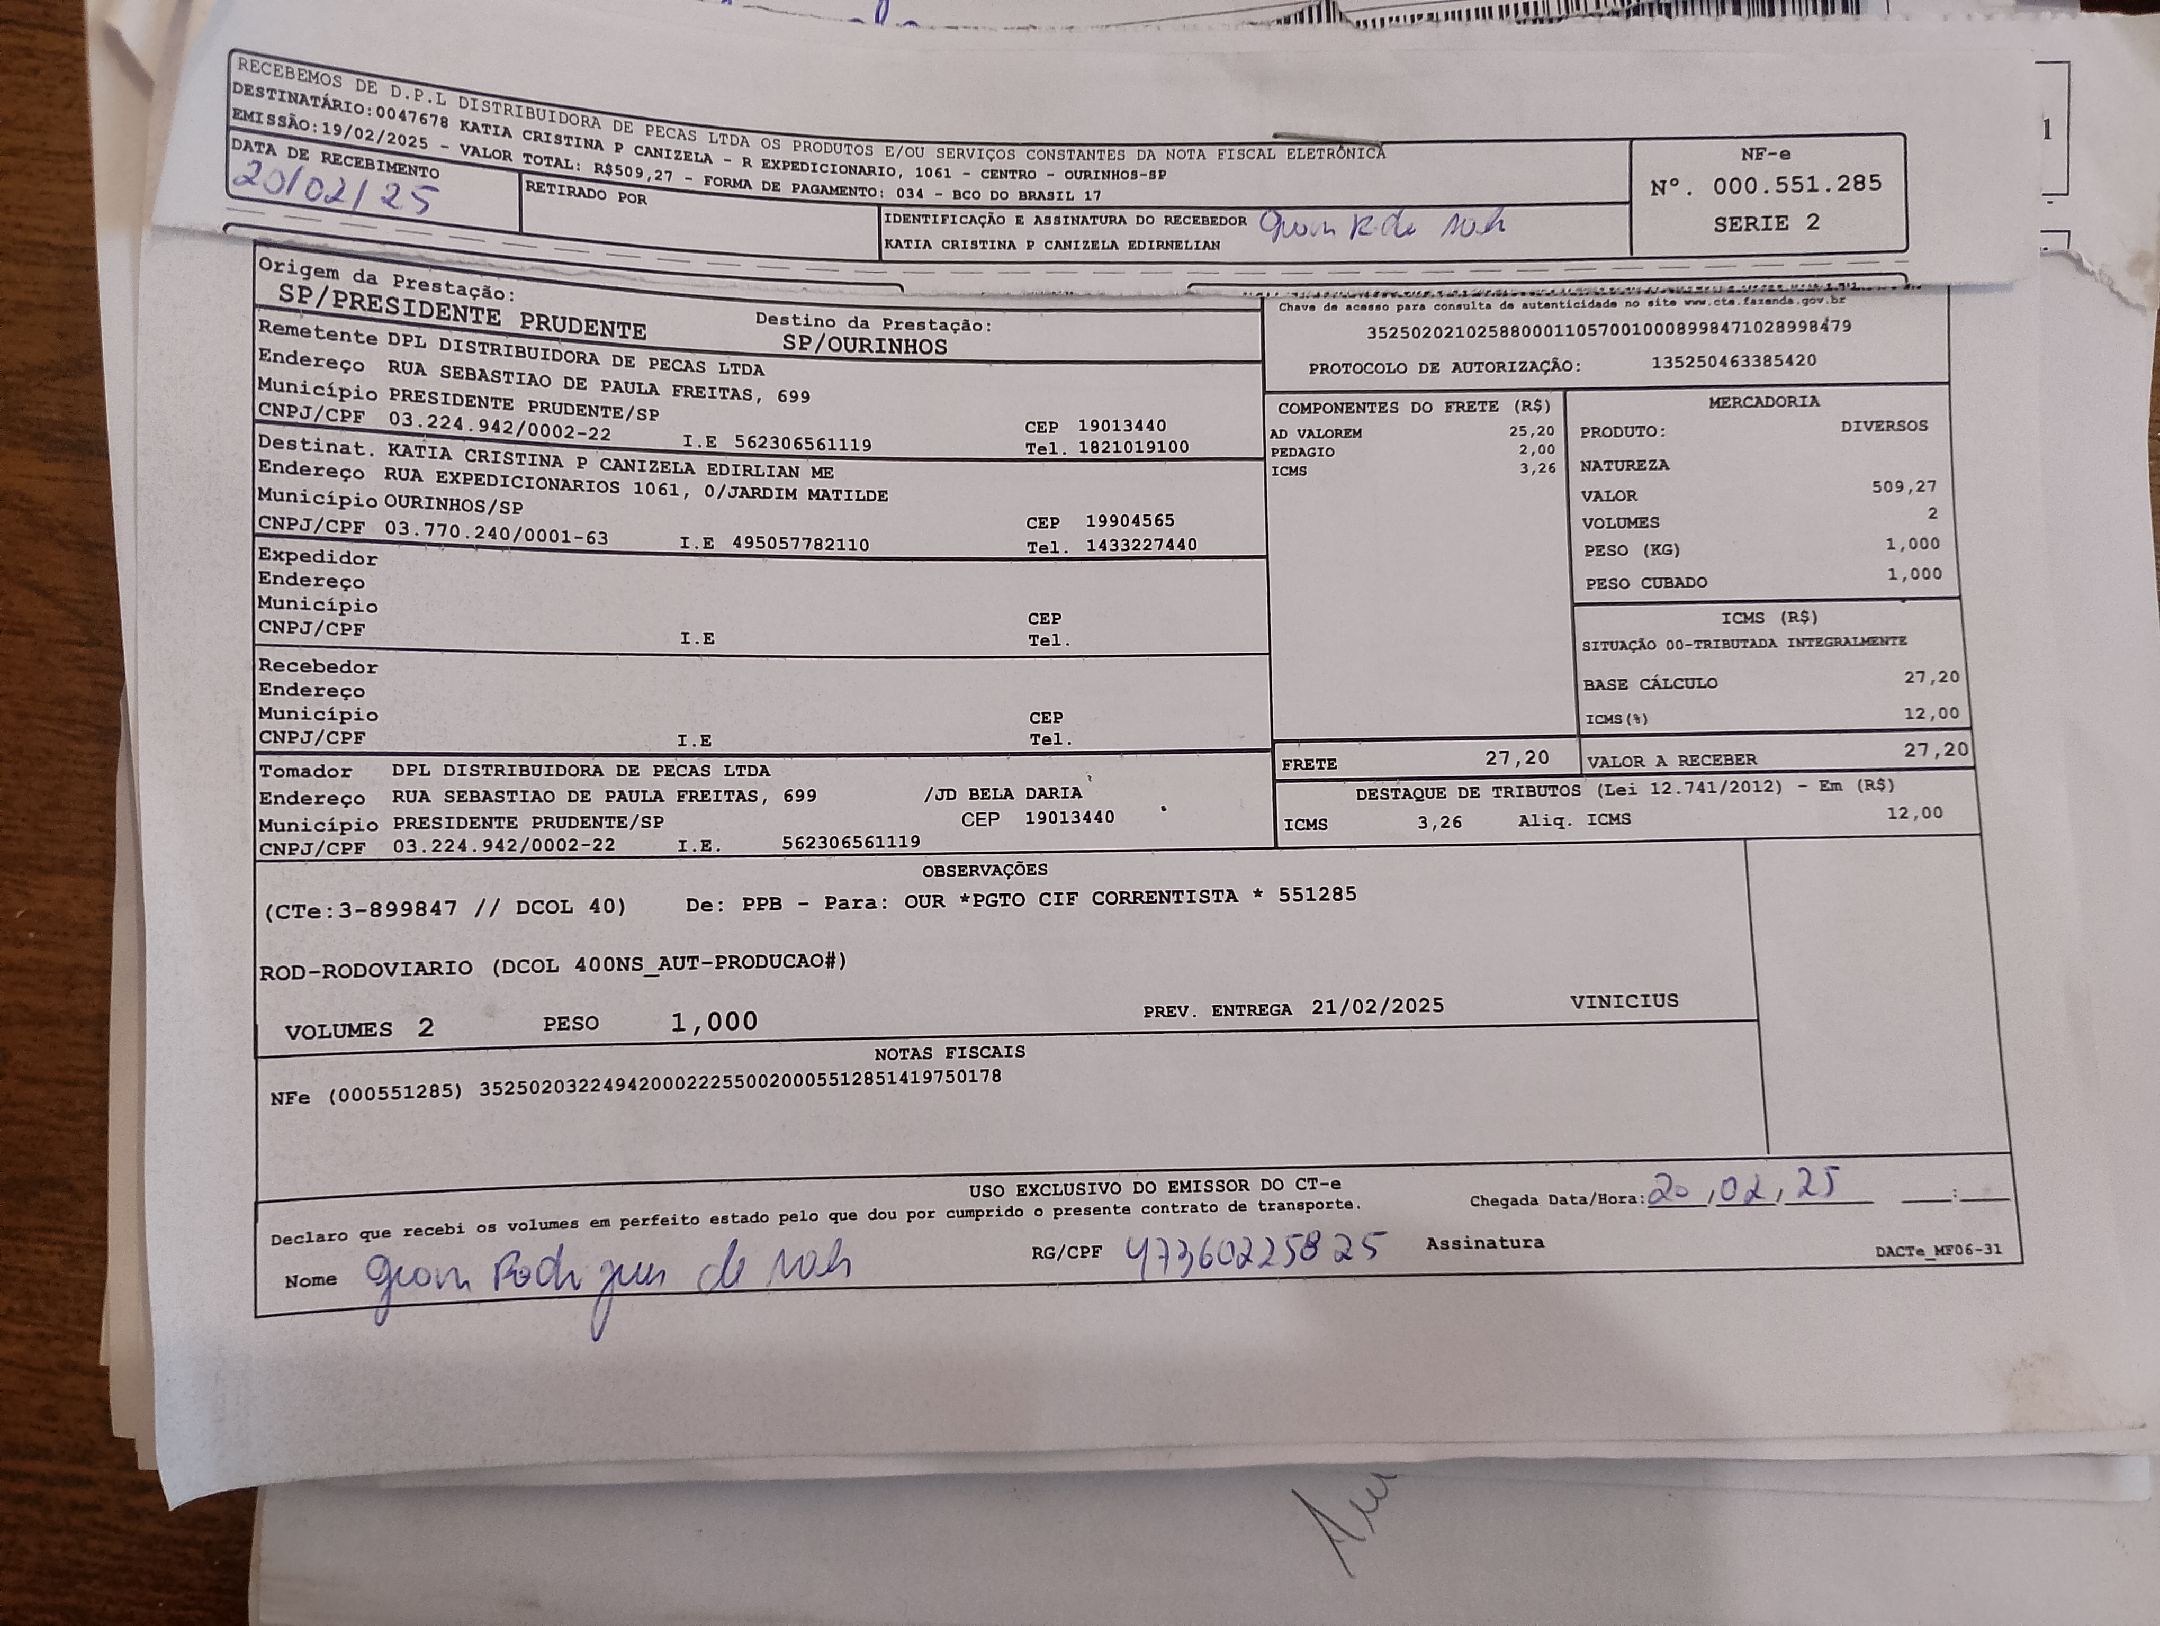 RECEBEMOS DE D.P.L DISTRIBUIDORA DE PECAS LTDA OS PRODUTOS E/OU SERVIÇOS CONSTANTES DA NOTA FISCAL ELETRÔNICA
DESTINATÁRIO:0047678 KATIA CRISTINA P CANIZELA - R EXPEDICIONARIO, 1061 - CENTRO - OURINHOS-SP
EMISSÃO:19/02/2025 - VALOR TOTAL: R$509,27 - FORMA DE PAGAMENTO: 034 - BCO DO BRASIL 17
DATA DE RECEBIMENTO
20/02/25
RETIRADO POR
IDENTIFICAÇÃO E ASSINATURA DO RECEBEDOR
KATIA CRISTINA P CANIZELA EDIRNELIAN
NF-e
Nº. 000.551.285
SERIE 2
1
Origem da Prestação:
SP/PRESIDENTE PRUDENTE
Destino da Prestação:
SP/OURINHOS
Remetente DPL DISTRIBUIDORA DE PECAS LTDA
Endereço RUA SEBASTIAO DE PAULA FREITAS, 699
Município PRESIDENTE PRUDENTE/SP CEP 19013440
CNPJ/CPF 03.224.942/0002-22 I.E 562306561119 Tel. 1821019100
Destinat. KATIA CRISTINA P CANIZELA EDIRLIAN ME
Endereço RUA EXPEDICIONARIOS 1061, 0/JARDIM MATILDE
Município OURINHOS/SP CEP 19904565
CNPJ/CPF 03.770.240/0001-63 I.E 495057782110 Tel. 1433227440
Expedidor
Endereço
Município CEP
CNPJ/CPF I.E Tel.
Recebedor
Endereço
Município CEP
CNPJ/CPF I.E Tel.
Tomador DPL DISTRIBUIDORA DE PECAS LTDA
Endereço RUA SEBASTIAO DE PAULA FREITAS, 699 /JD BELA DARIA
Município PRESIDENTE PRUDENTE/SP CEP 19013440
CNPJ/CPF 03.224.942/0002-22 I.E. 562306561119
Chave de acesso para consulta de autenticidade no site www.cte.fazenda.gov.br
35250202102588000110570010008998471028998479
PROTOCOLO DE AUTORIZAÇÃO: 135250463385420
COMPONENTES DO FRETE (R$)
AD VALOREM 25,20
PEDAGIO 2,00
ICMS 3,26
MERCADORIA
PRODUTO: DIVERSOS
NATUREZA
VALOR 509,27
VOLUMES 2
PESO (KG) 1,000
PESO CUBADO 1,000
ICMS (R$)
SITUAÇÃO 00-TRIBUTADA INTEGRALMENTE
BASE CÁLCULO 27,20
ICMS(%) 12,00
FRETE 27,20 VALOR A RECEBER 27,20
DESTAQUE DE TRIBUTOS (Lei 12.741/2012) - Em (R$)
ICMS 3,26 Aliq. ICMS 12,00
OBSERVAÇÕES
(CTe:3-899847 // DCOL 40) De: PPB - Para: OUR *PGTO CIF CORRENTISTA * 551285
ROD-RODOVIARIO (DCOL 400NS_AUT-PRODUCAO#)
VOLUMES 2 PESO 1,000 PREV. ENTREGA 21/02/2025 VINICIUS
NOTAS FISCAIS
NFe (000551285) 35250203224942000222550020005512851419750178
USO EXCLUSIVO DO EMISSOR DO CT-e
Declaro que recebi os volumes em perfeito estado pelo que dou por cumprido o presente contrato de transporte.
Chegada Data/Hora: 20,02,25 :
Nome RG/CPF 47360225825 Assinatura
DACTe_MF06-31